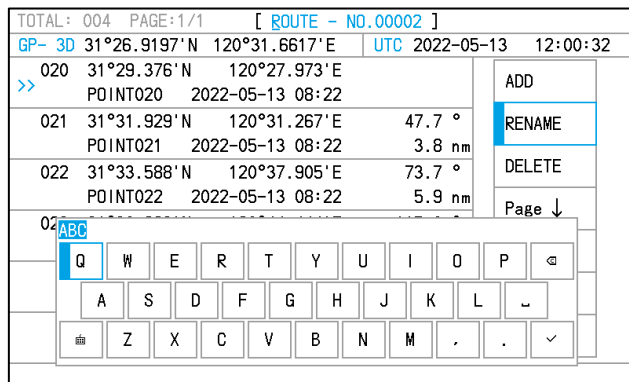 TOTAL: 004 PAGE:1/1 [ ROUTE - NO.00002 ]
GP- 3D 31°26.9197'N 120°31.6617'E UTC 2022-05-13 12:00:32
020 31°29.376'N 120°27.973'E
>> POINT020 2022-05-13 08:22
021 31°31.929'N 120°31.267'E 47.7 °
POINT021 2022-05-13 08:22 3.8 nm
022 31°33.588'N 120°37.905'E 73.7 °
POINT022 2022-05-13 08:22 5.9 nm
ADD
RENAME
DELETE
Page ↓
ABC
Q W E R T Y U I O P
A S D F G H J K L
Z X C V B N M , .